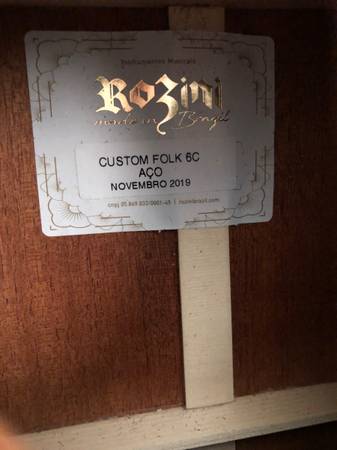 Instrumentos Musicais
Rozini
made in Brazil
CUSTOM FOLK 6C
AÇO
NOVEMBRO 2019